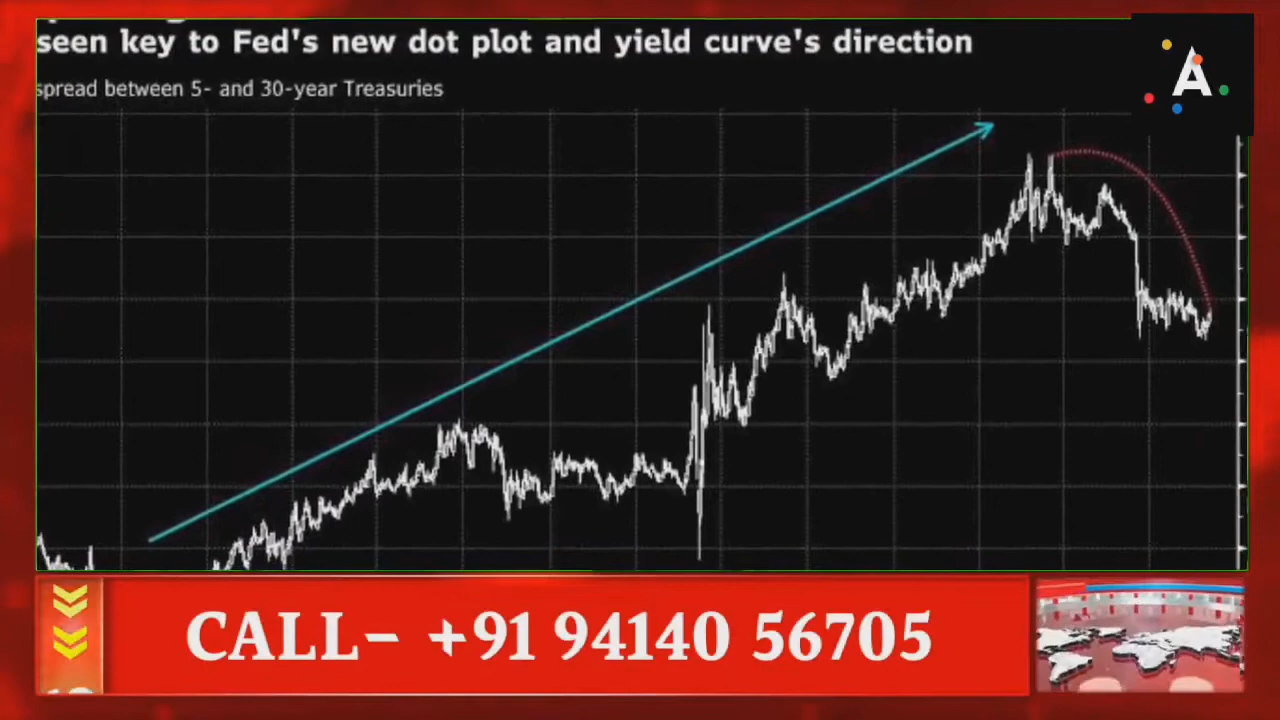 seen key to Fed's new dot plot and yield curve's direction
spread between 5- and 30-year Treasuries
A
CALL– +91 94140 56705